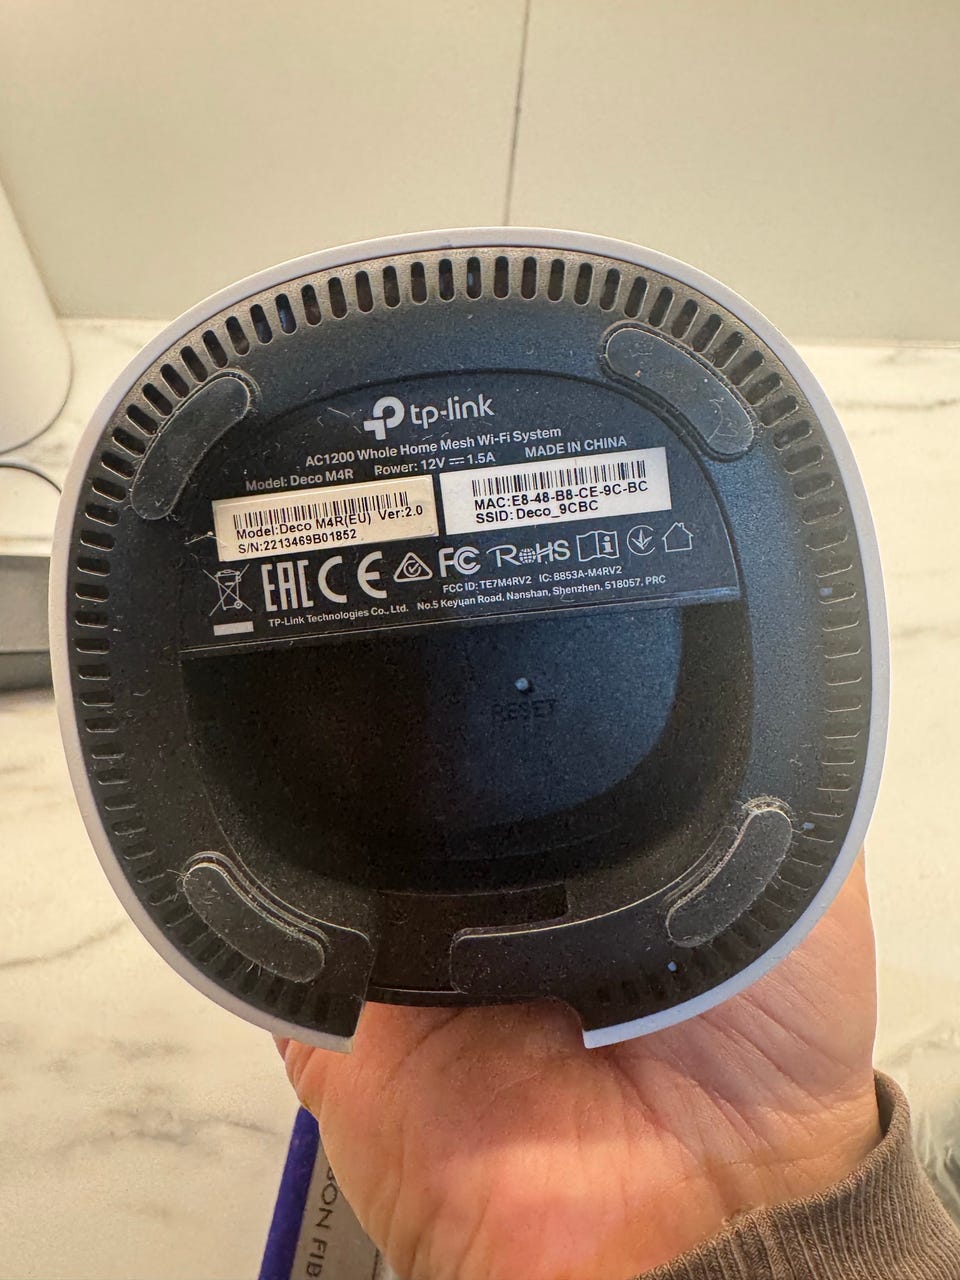 tp-link
AC1200 Whole Home Mesh Wi-Fi System
Model: Deco M4R Power: 12V ⎓ 1.5A MADE IN CHINA
Model:Deco M4R(EU) Ver:2.0
S/N:2213469B01852
MAC:E8-48-B8-CE-9C-BC
SSID: Deco_9CBC
EAC CE FC RoHS
FCC ID: TE7M4RV2 IC: 8853A-M4RV2
TP-Link Technologies Co., Ltd. No.5 Keyuan Road, Nanshan, Shenzhen, 518057, PRC
RESET
BON FIB